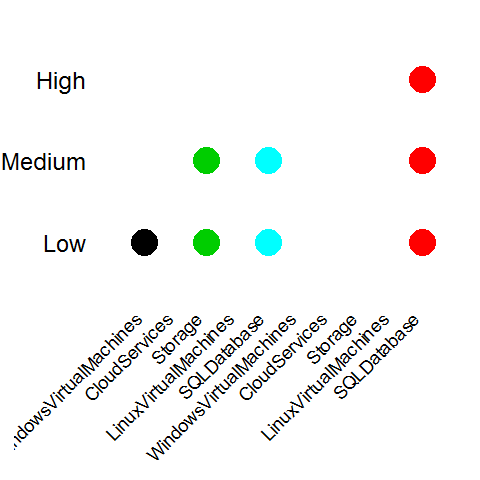 High
Medium
Low
ndowsVirtualMachines
CloudServices
Storage
LinuxVirtualMachines
SQLDatabase
WindowsVirtualMachines
CloudServices
Storage
LinuxVirtualMachines
SQLDatabase